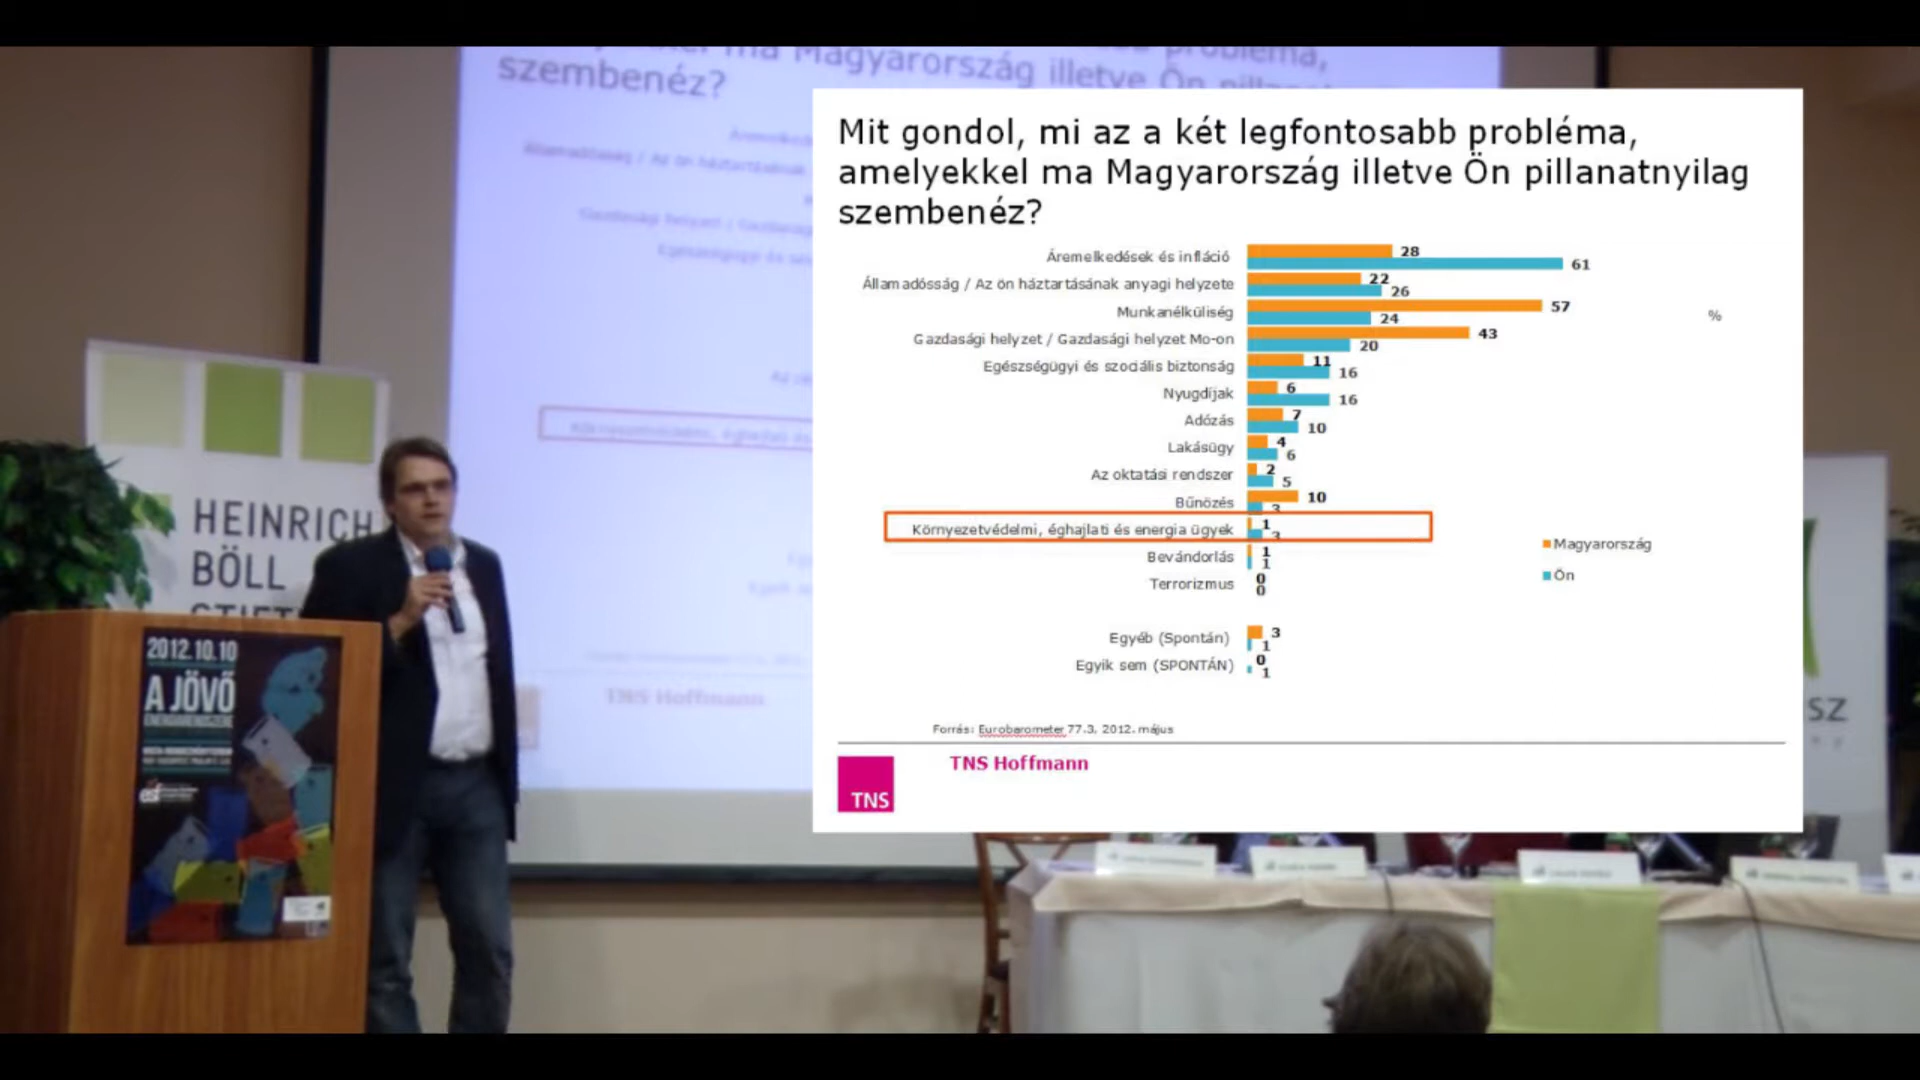 szembenéz?
Magyarország illetve Ön
Mit gondol, mi az a két legfontosabb probléma,
amelyekkel ma Magyarország illetve Ön pillanatnyilag
szembenéz?
Áremelkedések és infláció 28 61
Államadósság / Az ön háztartásának anyagi helyzete 22 26
Munkanélküliség 57 24
%
Gazdasági helyzet / Gazdasági helyzet Mo-on 43 20
Egészségügyi és szociális biztonság 11 16
Nyugdíjak 6 16
Adózás 7 10
Lakásügy 4 6
Az oktatási rendszer 2 5
Bűnözés 10 3
Környezetvédelmi, éghajlati és energia ügyek 1 3
Bevándorlás 1 1
Terrorizmus 0 0
Egyéb (Spontán) 3 1
Egyik sem (SPONTÁN) 0 1
Magyarország
Ön
Forrás: Eurobarometer 77.3, 2012. május
TNS Hoffmann
TNS
HEINRICH
BÖLL
TNS Hoffmann
2012.10.10
A JÖVŐ
ENERGIARENDSZERE
SZ